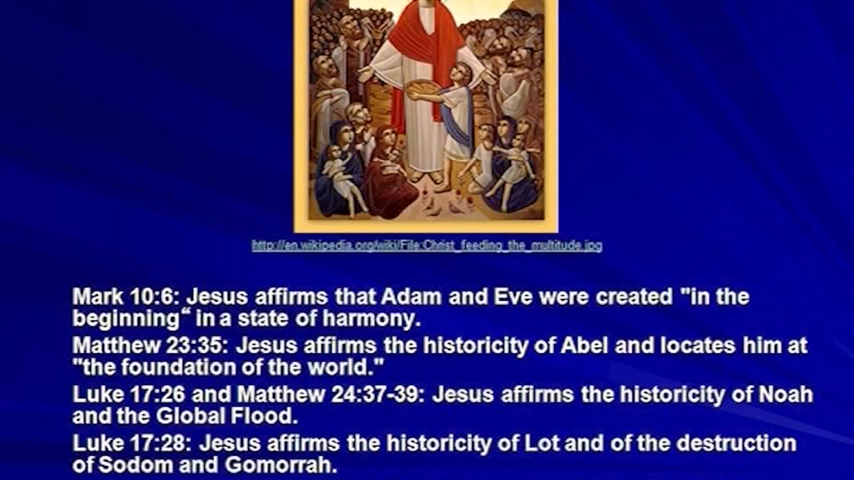 http://en.wikipedia.org/wiki/File:Christ_feeding_the_multitude.jpg
Mark 10:6: Jesus affirms that Adam and Eve were created "in the
beginning“ in a state of harmony.
Matthew 23:35: Jesus affirms the historicity of Abel and locates him at
"the foundation of the world."
Luke 17:26 and Matthew 24:37-39: Jesus affirms the historicity of Noah
and the Global Flood.
Luke 17:28: Jesus affirms the historicity of Lot and of the destruction
of Sodom and Gomorrah.